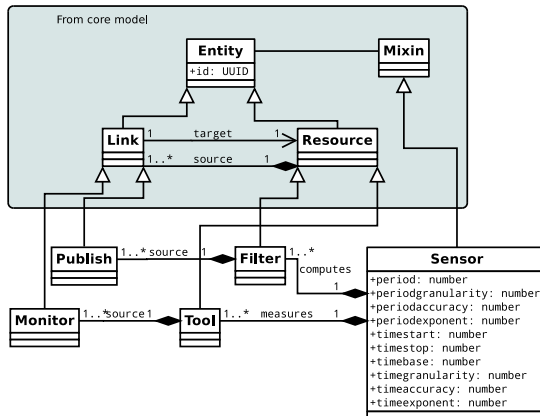 From core model
Entity
+id: UUID
Mixin
Link
1 target 1
Resource
1..* source 1
Publish
1..* source 1
Filter
1..*
computes
1
Sensor
+period: number
+periodgranularity: number
+periodaccuracy: number
+periodexponent: number
+timestart: number
+timestop: number
+timebase: number
+timegranularity: number
+timeaccuracy: number
+timeexponent: number
Monitor
1..* source 1
Tool
1..* measures 1